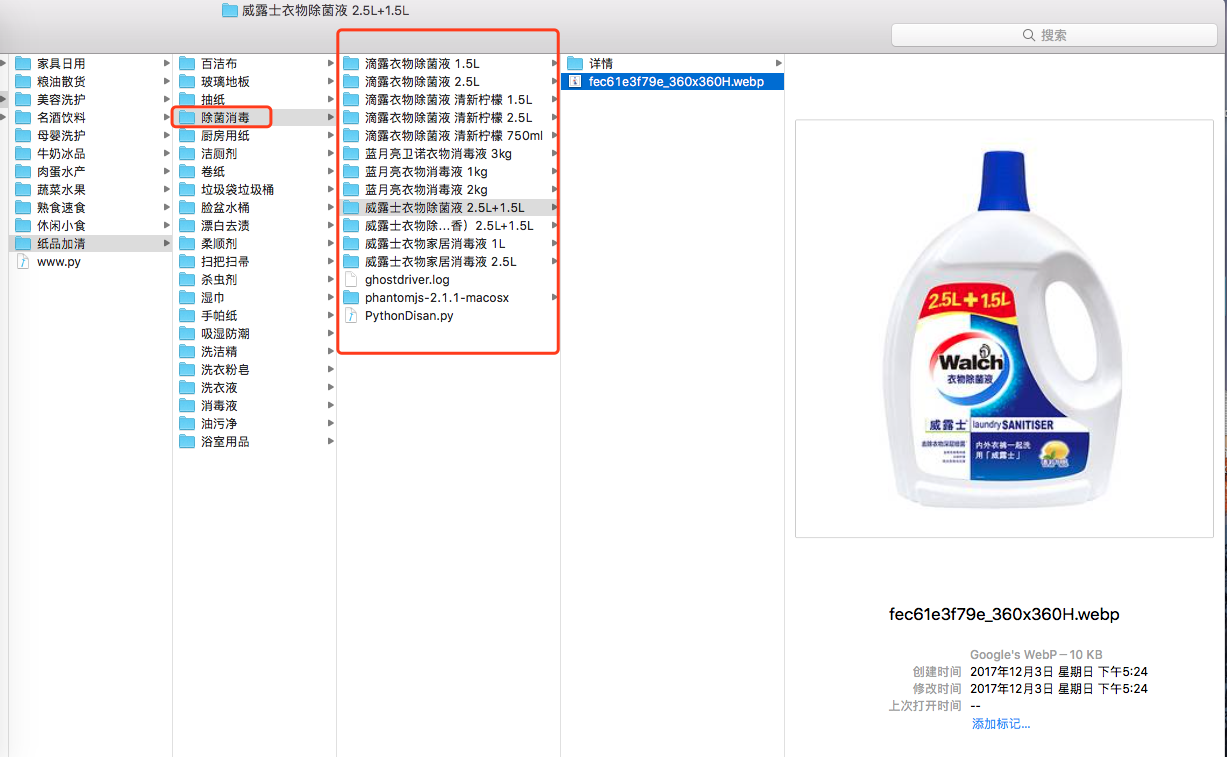 威露士衣物除菌液 2.5L+1.5L
搜索
家具日用
粮油散货
美容洗护
名酒饮料
母婴洗护
牛奶冰品
肉蛋水产
蔬菜水果
熟食速食
休闲小食
纸品加清
www.py
百洁布
玻璃地板
抽纸
除菌消毒
厨房用纸
洁厕剂
卷纸
垃圾袋垃圾桶
脸盆水桶
漂白去渍
柔顺剂
扫把扫帚
杀虫剂
湿巾
手帕纸
吸湿防潮
洗洁精
洗衣粉皂
洗衣液
消毒液
油污净
浴室用品
滴露衣物除菌液 1.5L
滴露衣物除菌液 2.5L
滴露衣物除菌液 清新柠檬 1.5L
滴露衣物除菌液 清新柠檬 2.5L
滴露衣物除菌液 清新柠檬 750ml
蓝月亮卫诺衣物消毒液 3kg
蓝月亮衣物消毒液 1kg
蓝月亮衣物消毒液 2kg
威露士衣物除菌液 2.5L+1.5L
威露士衣物除...香）2.5L+1.5L
威露士衣物家居消毒液 1L
威露士衣物家居消毒液 2.5L
ghostdriver.log
phantomjs-2.1.1-macosx
PythonDisan.py
详情
fec61e3f79e_360x360H.webp
2.5L+1.5L
Walch
衣物除菌液
威露士 laundry SANITISER
去除衣物深层细菌
内外衣裤一起洗
用「威露士」
fec61e3f79e_360x360H.webp
Google's WebP－10 KB
创建时间 2017年12月3日 星期日 下午5:24
修改时间 2017年12月3日 星期日 下午5:24
上次打开时间 --
添加标记...